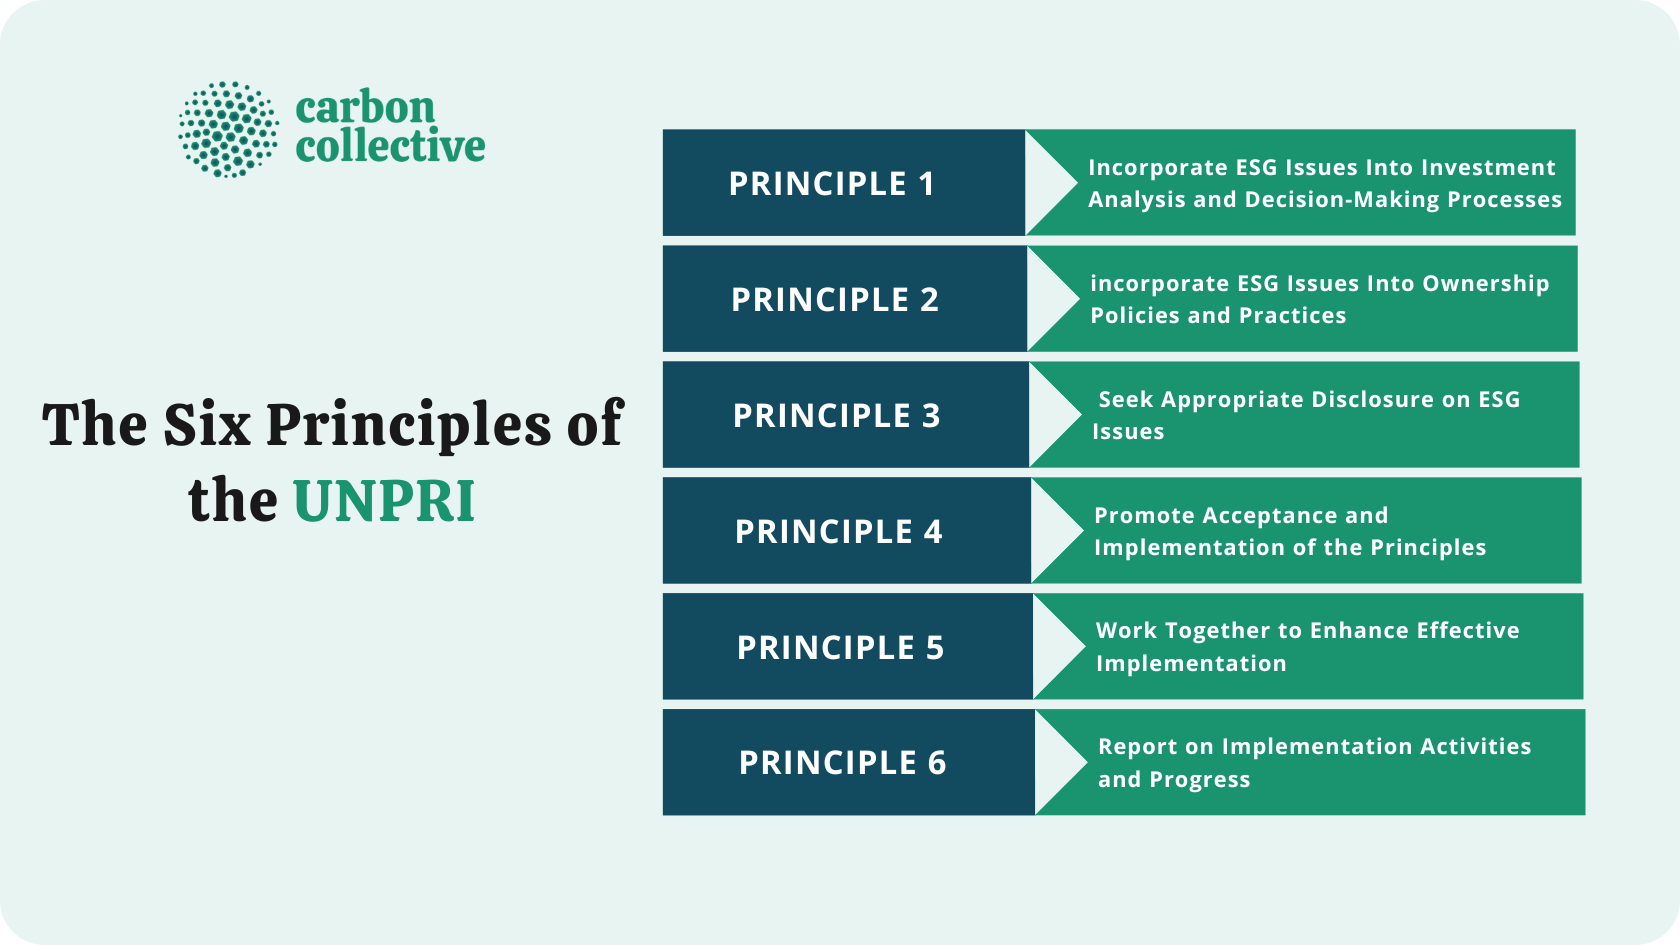 carbon
collective
The Six Principles of
the UNPRI
PRINCIPLE 1
Incorporate ESG Issues Into Investment
Analysis and Decision-Making Processes
PRINCIPLE 2
incorporate ESG Issues Into Ownership
Policies and Practices
PRINCIPLE 3
Seek Appropriate Disclosure on ESG
Issues
PRINCIPLE 4
Promote Acceptance and
Implementation of the Principles
PRINCIPLE 5
Work Together to Enhance Effective
Implementation
PRINCIPLE 6
Report on Implementation Activities
and Progress